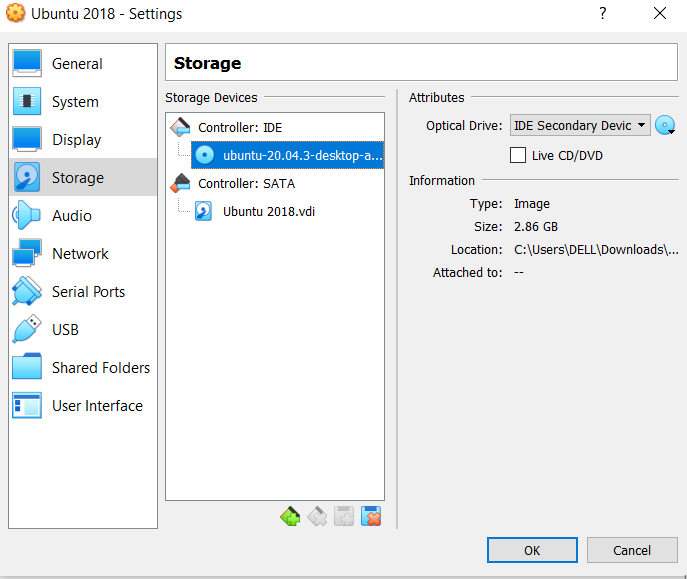 Ubuntu 2018 - Settings
?
General
System
Display
Storage
Audio
Network
Serial Ports
USB
Shared Folders
User Interface
Storage
Storage Devices
Controller: IDE
ubuntu-20.04.3-desktop-a...
Controller: SATA
Ubuntu 2018.vdi
Attributes
Optical Drive: IDE Secondary Devic
Live CD/DVD
Information
Type: Image
Size: 2.86 GB
Location: C:\Users\DELL\Downloads\...
Attached to: --
OK
Cancel